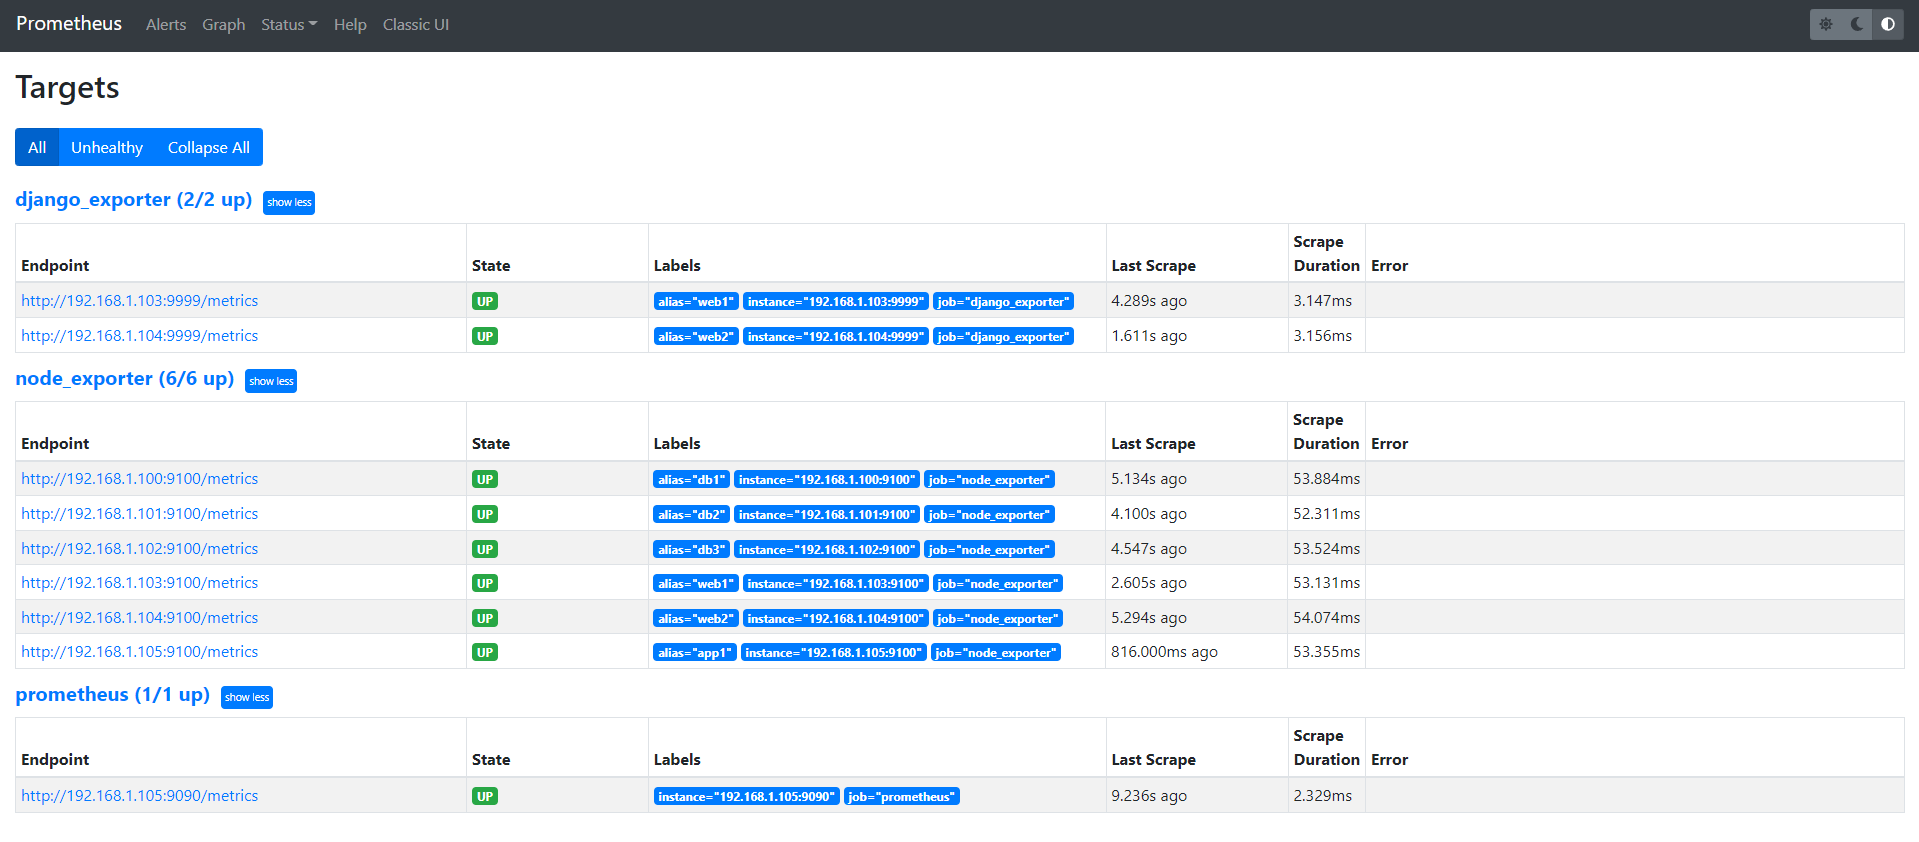 Prometheus Alerts Graph Status Help Classic UI
Targets
All Unhealthy Collapse All
django_exporter (2/2 up) show less
Endpoint State Labels Last Scrape Scrape Duration Error
http://192.168.1.103:9999/metrics UP alias="web1" instance="192.168.1.103:9999" job="django_exporter" 4.289s ago 3.147ms
http://192.168.1.104:9999/metrics UP alias="web2" instance="192.168.1.104:9999" job="django_exporter" 1.611s ago 3.156ms
node_exporter (6/6 up) show less
Endpoint State Labels Last Scrape Scrape Duration Error
http://192.168.1.100:9100/metrics UP alias="db1" instance="192.168.1.100:9100" job="node_exporter" 5.134s ago 53.884ms
http://192.168.1.101:9100/metrics UP alias="db2" instance="192.168.1.101:9100" job="node_exporter" 4.100s ago 52.311ms
http://192.168.1.102:9100/metrics UP alias="db3" instance="192.168.1.102:9100" job="node_exporter" 4.547s ago 53.524ms
http://192.168.1.103:9100/metrics UP alias="web1" instance="192.168.1.103:9100" job="node_exporter" 2.605s ago 53.131ms
http://192.168.1.104:9100/metrics UP alias="web2" instance="192.168.1.104:9100" job="node_exporter" 5.294s ago 54.074ms
http://192.168.1.105:9100/metrics UP alias="app1" instance="192.168.1.105:9100" job="node_exporter" 816.000ms ago 53.355ms
prometheus (1/1 up) show less
Endpoint State Labels Last Scrape Scrape Duration Error
http://192.168.1.105:9090/metrics UP instance="192.168.1.105:9090" job="prometheus" 9.236s ago 2.329ms